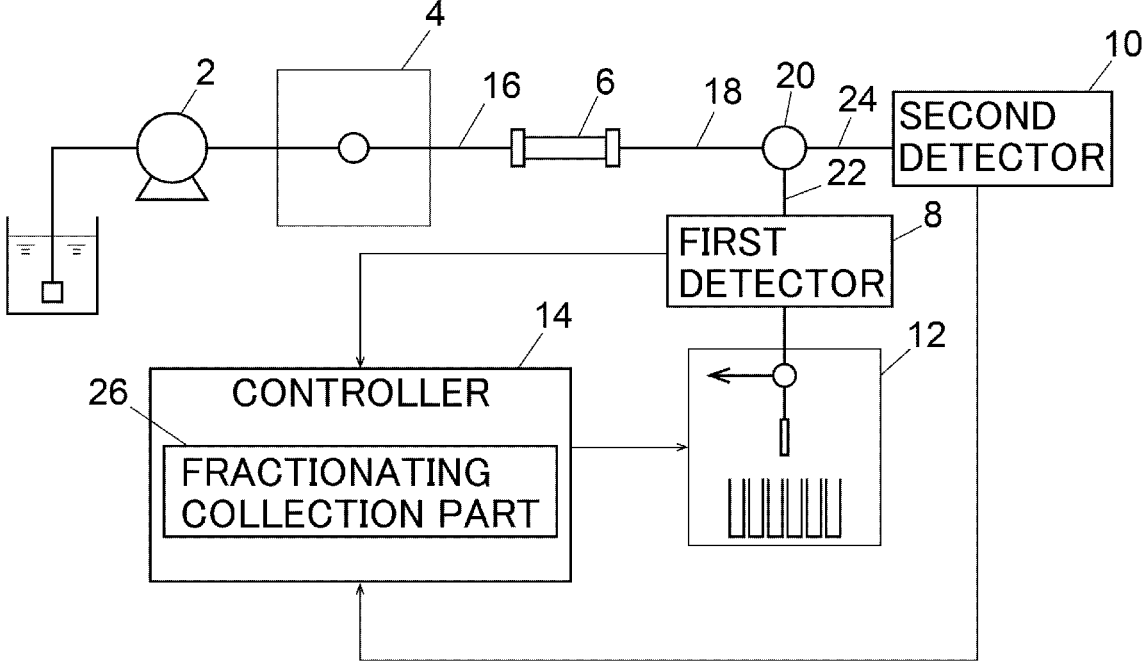 4
10
2
16
6
18
20
24
SECOND
DETECTOR
22
8
FIRST
DETECTOR
14
12
CONTROLLER
26
FRACTIONATING
COLLECTION PART